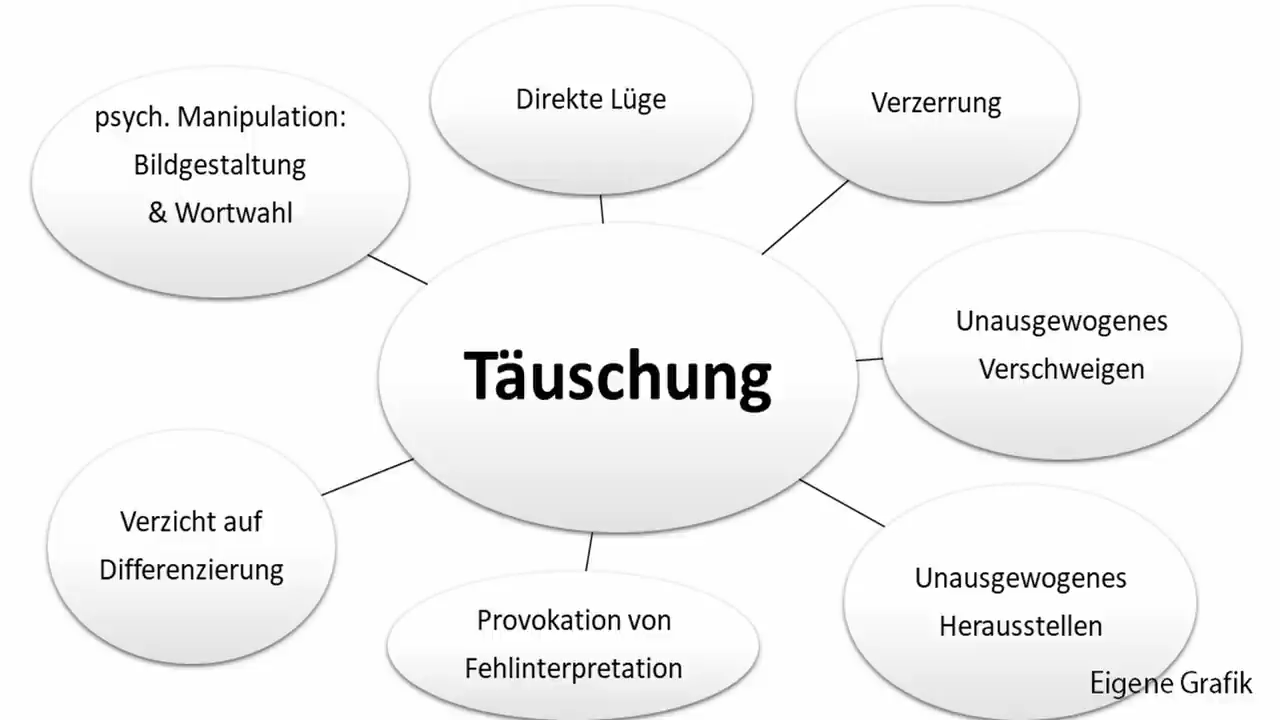 psych. Manipulation:
Bildgestaltung
& Wortwahl
Direkte Lüge
Verzerrung
Unausgewogenes
Verschweigen
Täuschung
Verzicht auf
Differenzierung
Provokation von
Fehlinterpretation
Unausgewogenes
Herausstellen
Eigene Grafik